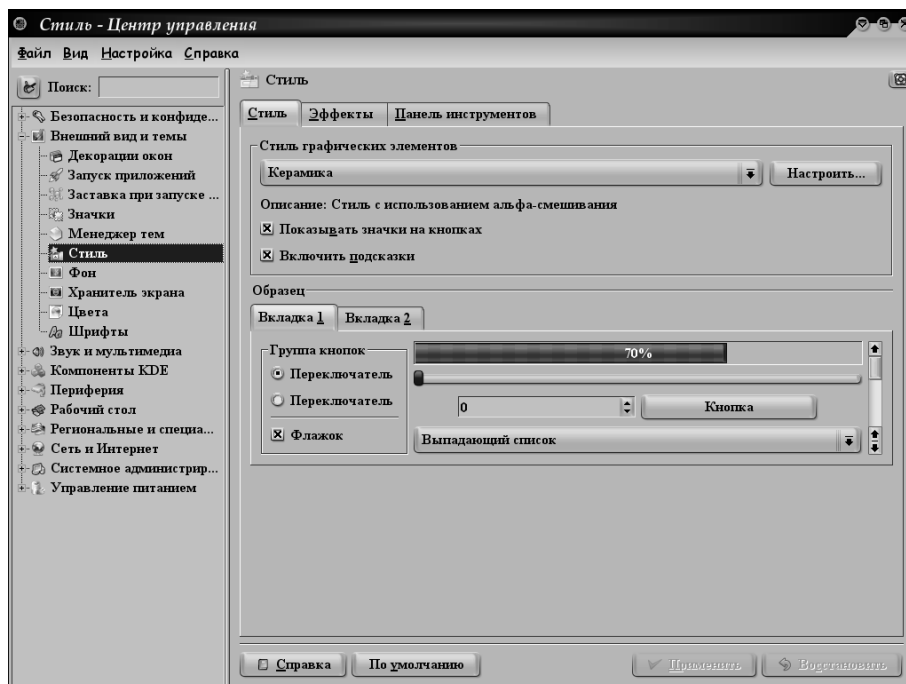 Стиль - Центр управления
Файл Вид Настройка Справка
Поиск:
Безопасность и конфиде...
Внешний вид и темы
Декорации окон
Запуск приложений
Заставка при запуске ...
Значки
Менеджер тем
Стиль
Фон
Хранитель экрана
Цвета
Шрифты
Звук и мультимедиа
Компоненты KDE
Периферия
Рабочий стол
Региональные и специа...
Сеть и Интернет
Системное администрир...
Управление питанием
Стиль
Стиль Эффекты Панель инструментов
Стиль графических элементов
Керамика Настроить...
Описание: Стиль с использованием альфа-смешивания
Показывать значки на кнопках
Включить подсказки
Образец
Вкладка 1 Вкладка 2
Группа кнопок 70%
Переключатель
Переключатель 0 Кнопка
Флажок Выпадающий список
Справка По умолчанию Применить Восстановить